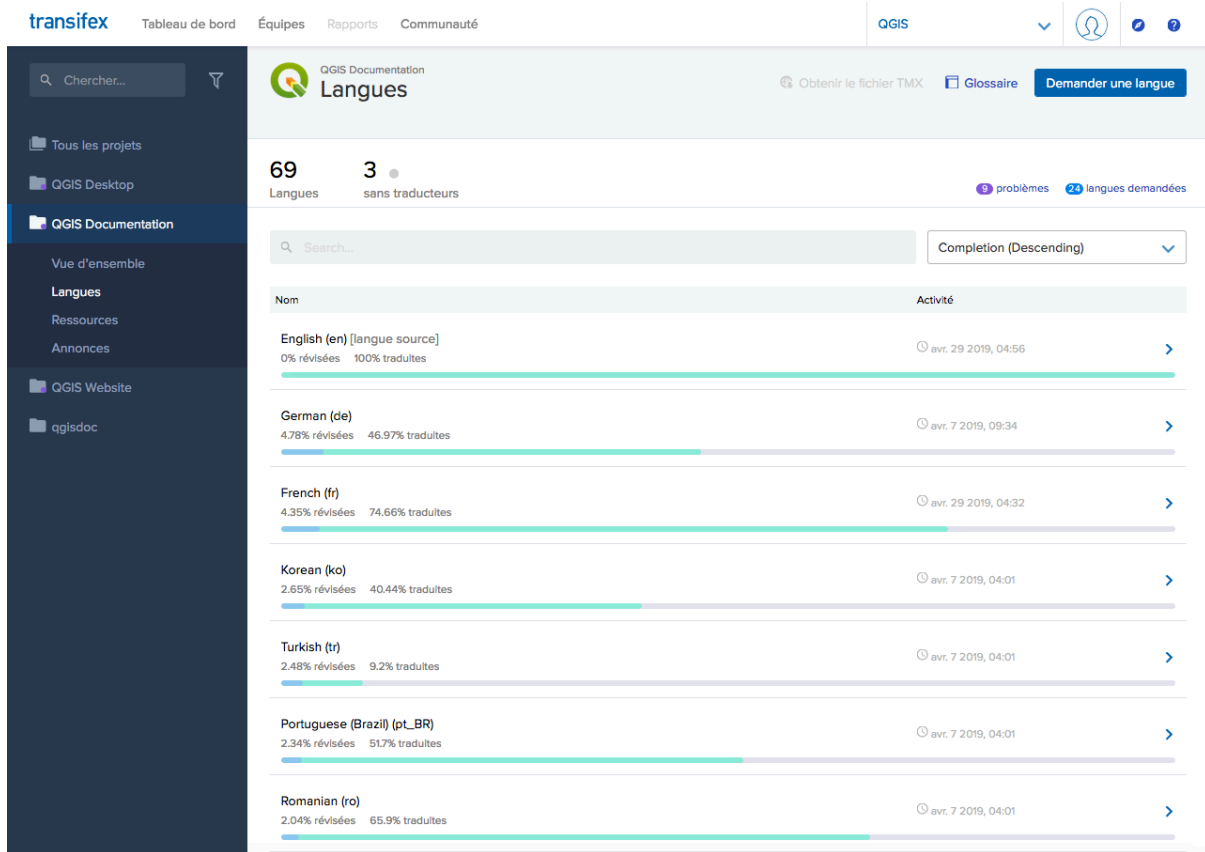 transifex Tableau de bord Équipes Rapports Communauté QGIS
Chercher...
Tous les projets
QGIS Desktop
QGIS Documentation
Vue d'ensemble
Langues
Ressources
Annonces
QGIS Website
qgisdoc
QGIS Documentation
Langues
Obtenir le fichier TMX Glossaire Demander une langue
69 3
Langues sans traducteurs
9 problèmes 24 langues demandées
Search... Completion (Descending)
Nom Activité
English (en) [langue source]
0% révisées 100% traduites
avr. 29 2019, 04:56
German (de)
4.78% révisées 46.97% traduites
avr. 7 2019, 09:34
French (fr)
4.35% révisées 74.66% traduites
avr. 29 2019, 04:32
Korean (ko)
2.65% révisées 40.44% traduites
avr. 7 2019, 04:01
Turkish (tr)
2.48% révisées 9.2% traduites
avr. 7 2019, 04:01
Portuguese (Brazil) (pt_BR)
2.34% révisées 51.7% traduites
avr. 7 2019, 04:01
Romanian (ro)
2.04% révisées 65.9% traduites
avr. 7 2019, 04:01